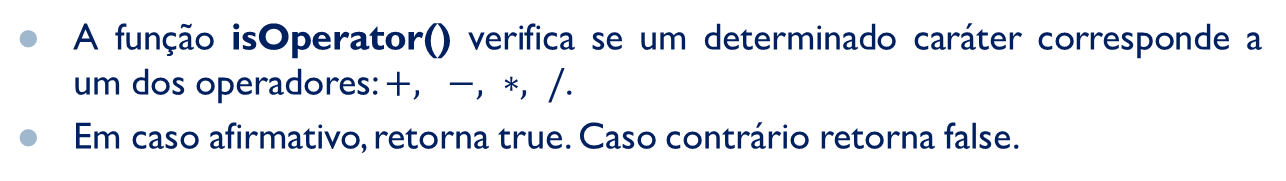 A função isOperator() verifica se um determinado caráter corresponde a
um dos operadores: +, −, *, /.
Em caso afirmativo, retorna true. Caso contrário retorna false.